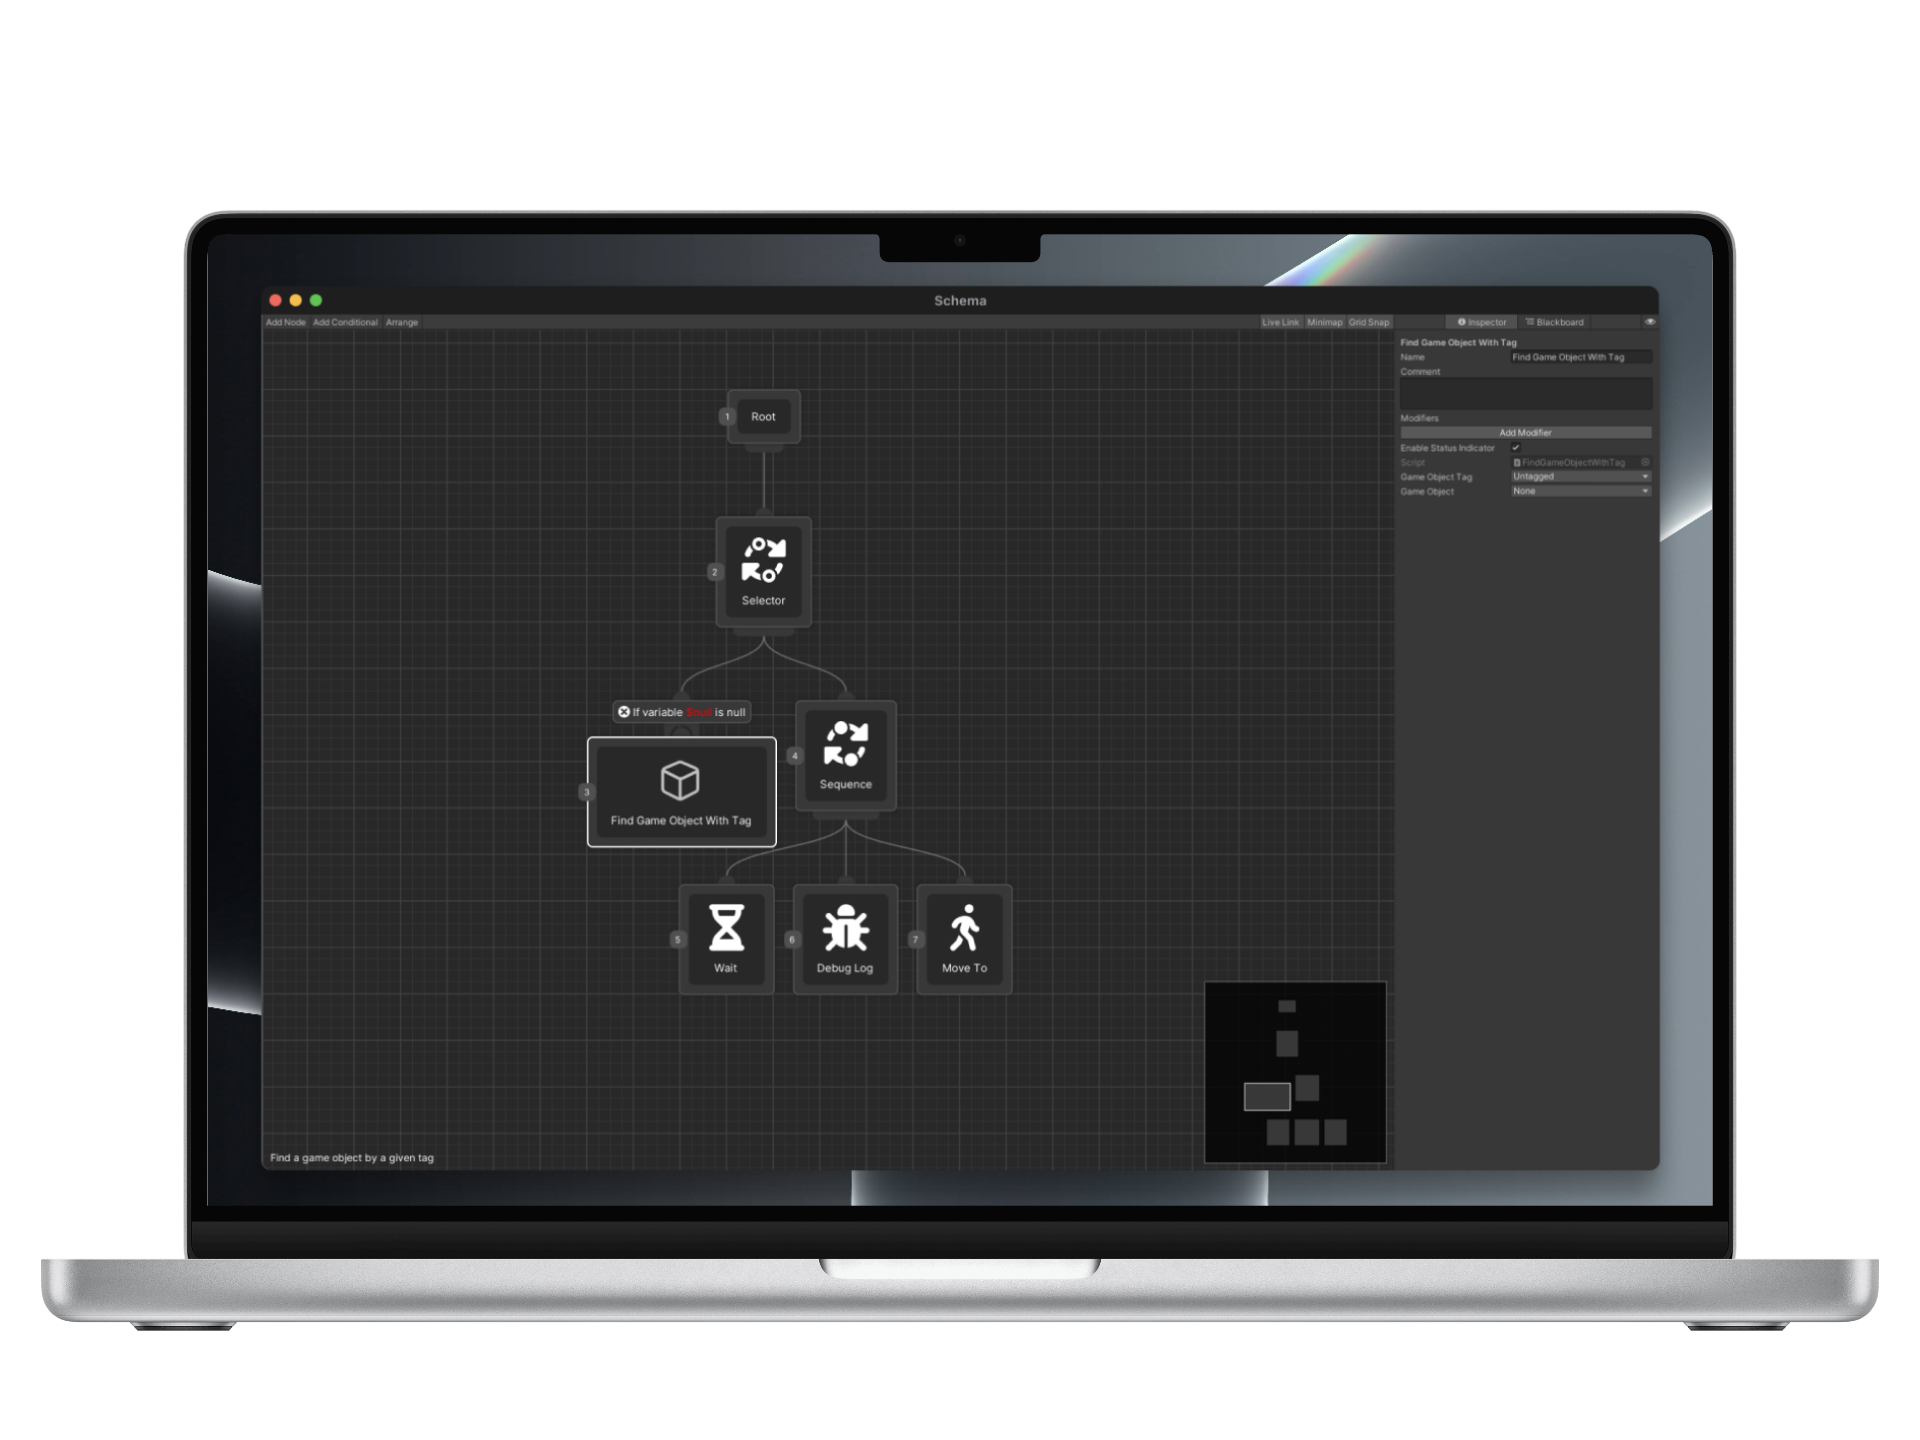 Schema
Add Node Add Conditional Arrange
Live Link Minimap Grid Snap
Inspector Blackboard
Find Game Object With Tag
Name Find Game Object With Tag
Comment
Modifiers
Add Modifier
Enable Status Indicator
Script FindGameObjectWithTag
Game Object Tag Untagged
Game Object None
1 Root
2 Selector
If variable $null is null
3 Find Game Object With Tag
4 Sequence
5 Wait
6 Debug Log
7 Move To
Find a game object by a given tag